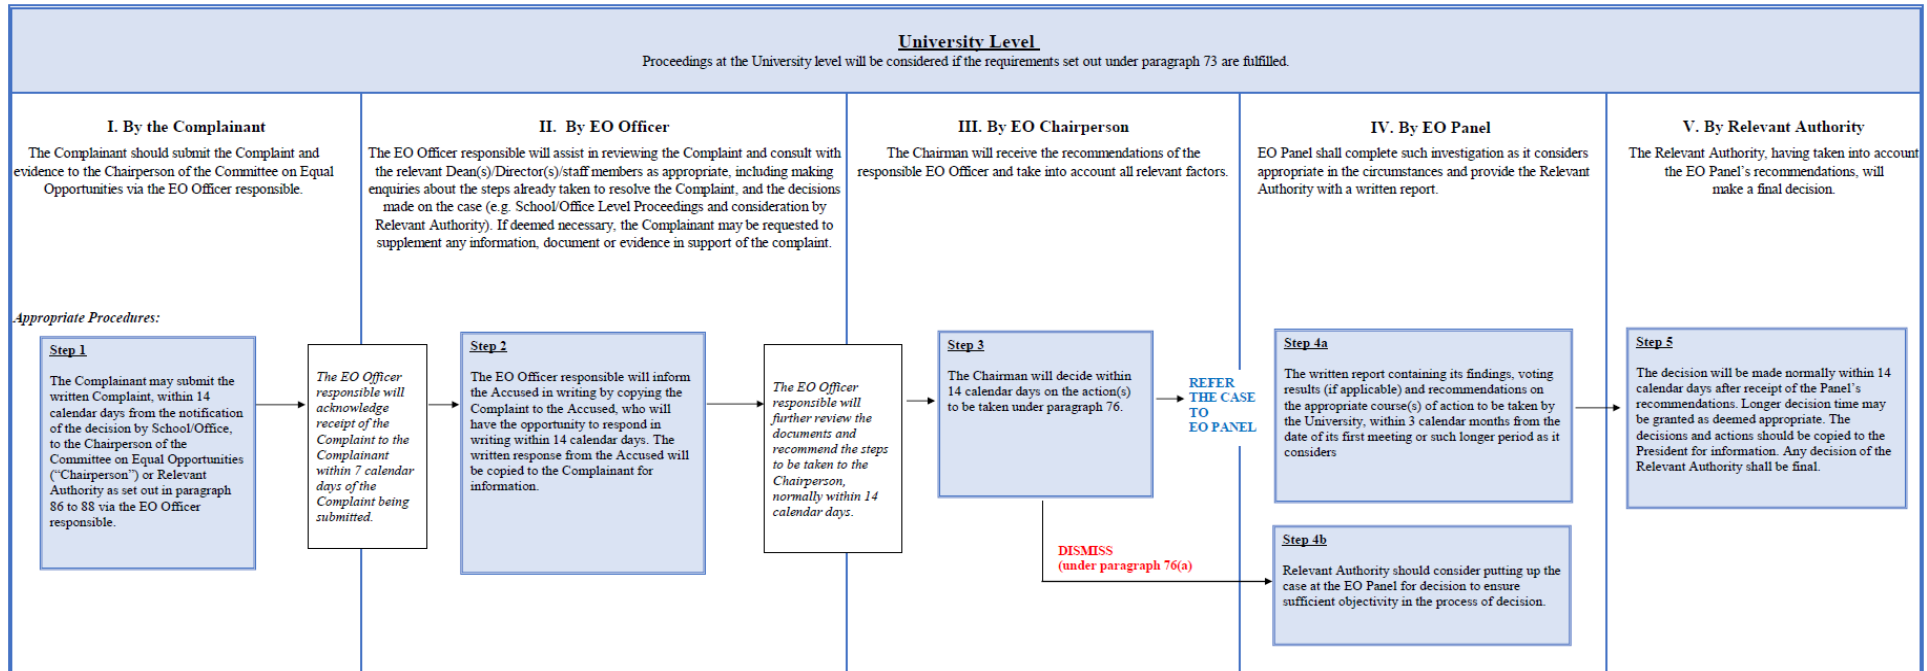 University Level
Proceedings at the University level will be considered if the requirements set out under paragraph 73 are fulfilled.
I. By the Complainant
The Complainant should submit the Complaint and
evidence to the Chairperson of the Committee on Equal
Opportunities via the EO Officer responsible.
II.  By EO Officer
The EO Officer responsible will assist in reviewing the Complaint and consult with
the relevant Dean(s)/Director(s)/staff members as appropriate, including making
enquiries about the steps already taken to resolve the Complaint, and the decisions
made on the case (e.g. School/Office Level Proceedings and consideration by
Relevant Authority). If deemed necessary, the Complainant may be requested to
supplement any information, document or evidence in support of the complaint.
III. By EO Chairperson
The Chairman will receive the recommendations of the
responsible EO Officer and take into account all relevant factors.
IV. By EO Panel
EO Panel shall complete such investigation as it considers
appropriate in the circumstances and provide the Relevant
Authority with a written report.
V. By Relevant Authority
The Relevant Authority, having taken into account
the EO Panel's recommendations, will
make a final decision.
Appropriate Procedures:
Step 1
The Complainant may submit the
written Complaint, within 14
calendar days from the notification
of the decision by School/Office,
to the Chairperson of the
Committee on Equal Opportunities
("Chairperson") or Relevant
Authority as set out in paragraph
86 to 88 via the EO Officer
responsible.
The EO Officer
responsible will
acknowledge
receipt of the
Complaint to the
Complainant
within 7 calendar
days of the
Complaint being
submitted.
Step 2
The EO Officer responsible will inform
the Accused in writing by copying the
Complaint to the Accused, who will
have the opportunity to respond in
writing within 14 calendar days. The
written response from the Accused will
be copied to the Complainant for
information.
The EO Officer
responsible will
further review the
documents and
recommend the steps
to be taken to the
Chairperson,
normally within 14
calendar days.
Step 3
The Chairman will decide within
14 calendar days on the action(s)
to be taken under paragraph 76.
REFER
THE CASE
TO
EO PANEL
DISMISS
(under paragraph 76(a)
Step 4a
The written report containing its findings, voting
results (if applicable) and recommendations on
the appropriate course(s) of action to be taken by
the University, within 3 calendar months from the
date of its first meeting or such longer period as it
considers
Step 4b
Relevant Authority should consider putting up the
case at the EO Panel for decision to ensure
sufficient objectivity in the process of decision.
Step 5
The decision will be made normally within 14
calendar days after receipt of the Panel's
recommendations. Longer decision time may
be granted as deemed appropriate. The
decisions and actions should be copied to the
President for information. Any decision of the
Relevant Authority shall be final.